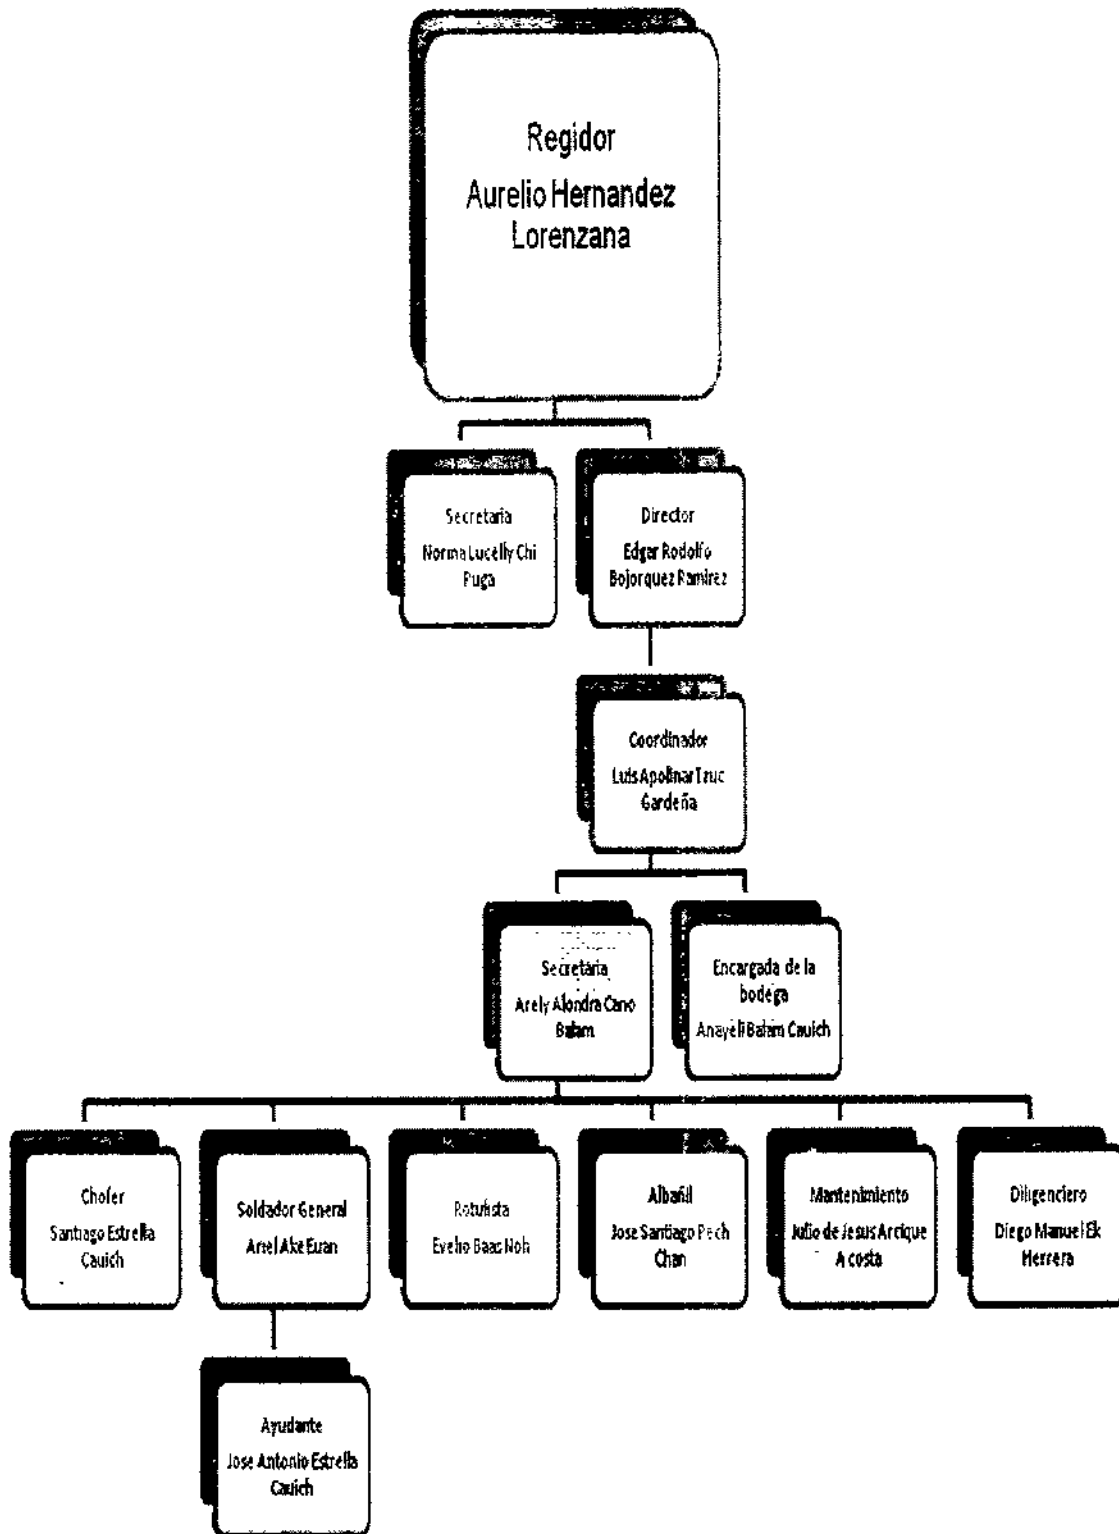 Regidor
Aurelio Hernandez
Lorenzana
Secretaria
Norma Lucelly Chi
Puga
Director
Edgar Rodolfo
Bojorquez Ramirez
Coordinador
Luis Apolinar Tzuc
Gardeña
Secretaria
Arely Alondra Cano
Balam
Encargada de la
bodega
Anayeli Balam Cauich
Chofer
Santiago Estrella
Cauich
Soldador General
Ariel Ake Euan
Rotulista
Evelio Baas Noh
Albañil
Jose Santiago Pech
Chan
Mantenimiento
Julio de Jesus Arcique
Acosta
Diligenciero
Diego Manuel Ek
Herrera
Ayudante
Jose Antonio Estrella
Cauich